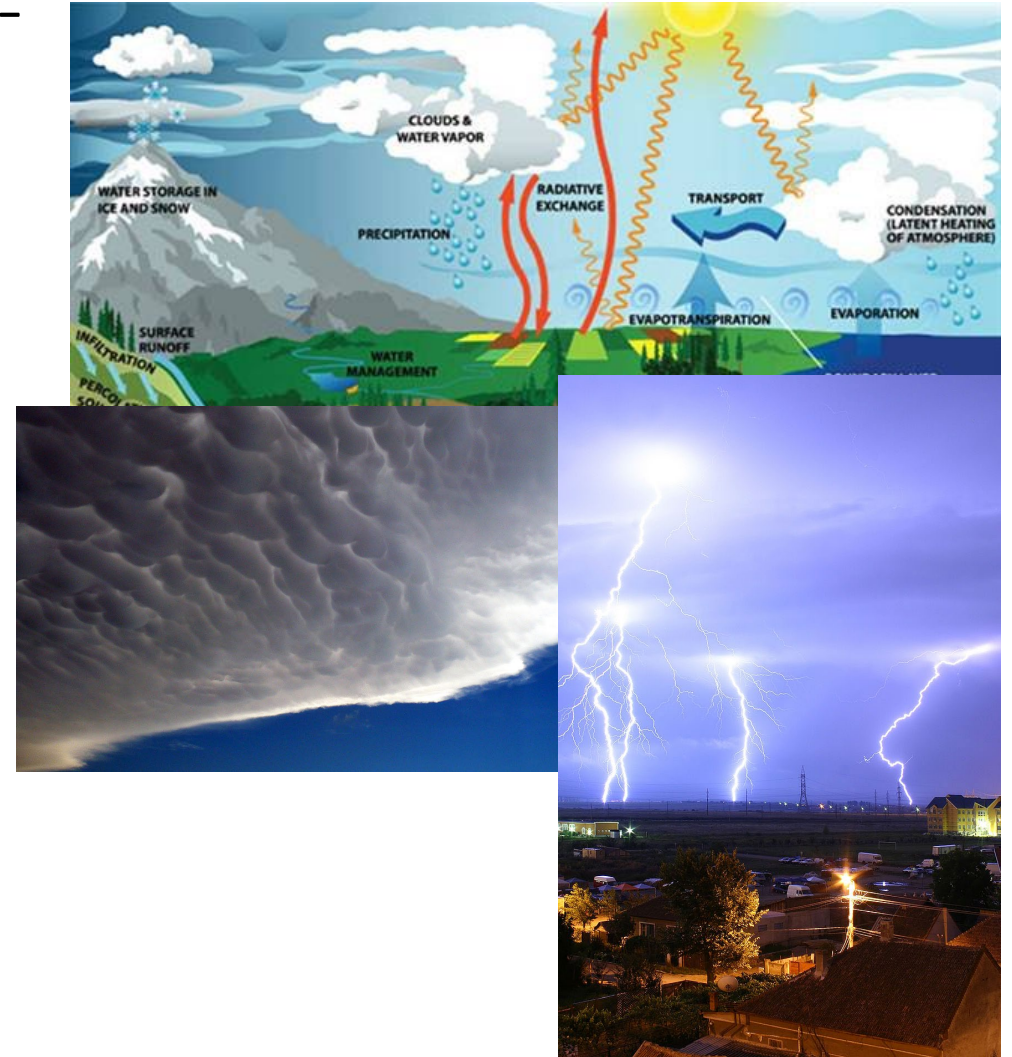 CLOUDS &
WATER VAPOR
WATER STORAGE IN
ICE AND SNOW
RADIATIVE
EXCHANGE
TRANSPORT
CONDENSATION
(LATENT HEATING
OF ATMOSPHERE)
PRECIPITATION
EVAPOTRANSPIRATION
EVAPORATION
SURFACE
RUNOFF
INFILTRATION
WATER
MANAGEMENT